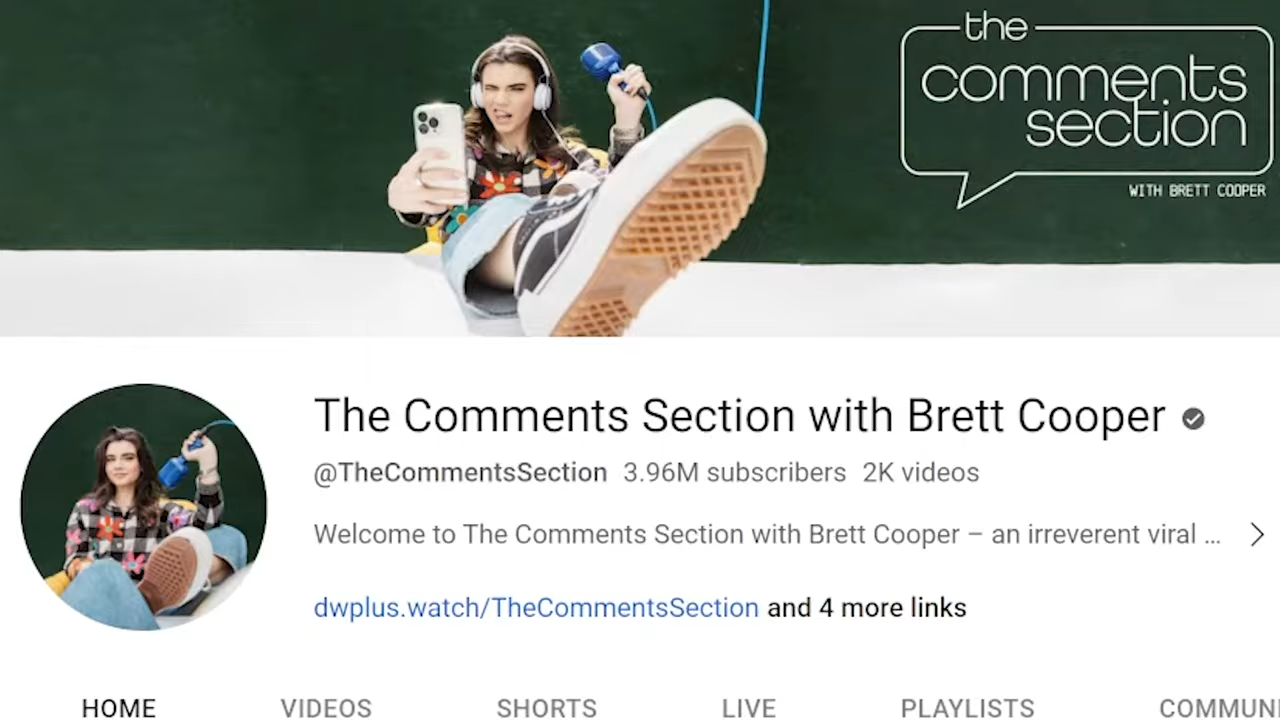 the
comments
section
WITH BRETT COOPER
The Comments Section with Brett Cooper
@TheCommentsSection 3.96M subscribers 2K videos
Welcome to The Comments Section with Brett Cooper – an irreverent viral ...
dwplus.watch/TheCommentsSection and 4 more links
HOME VIDEOS SHORTS LIVE PLAYLISTS COMMUNI